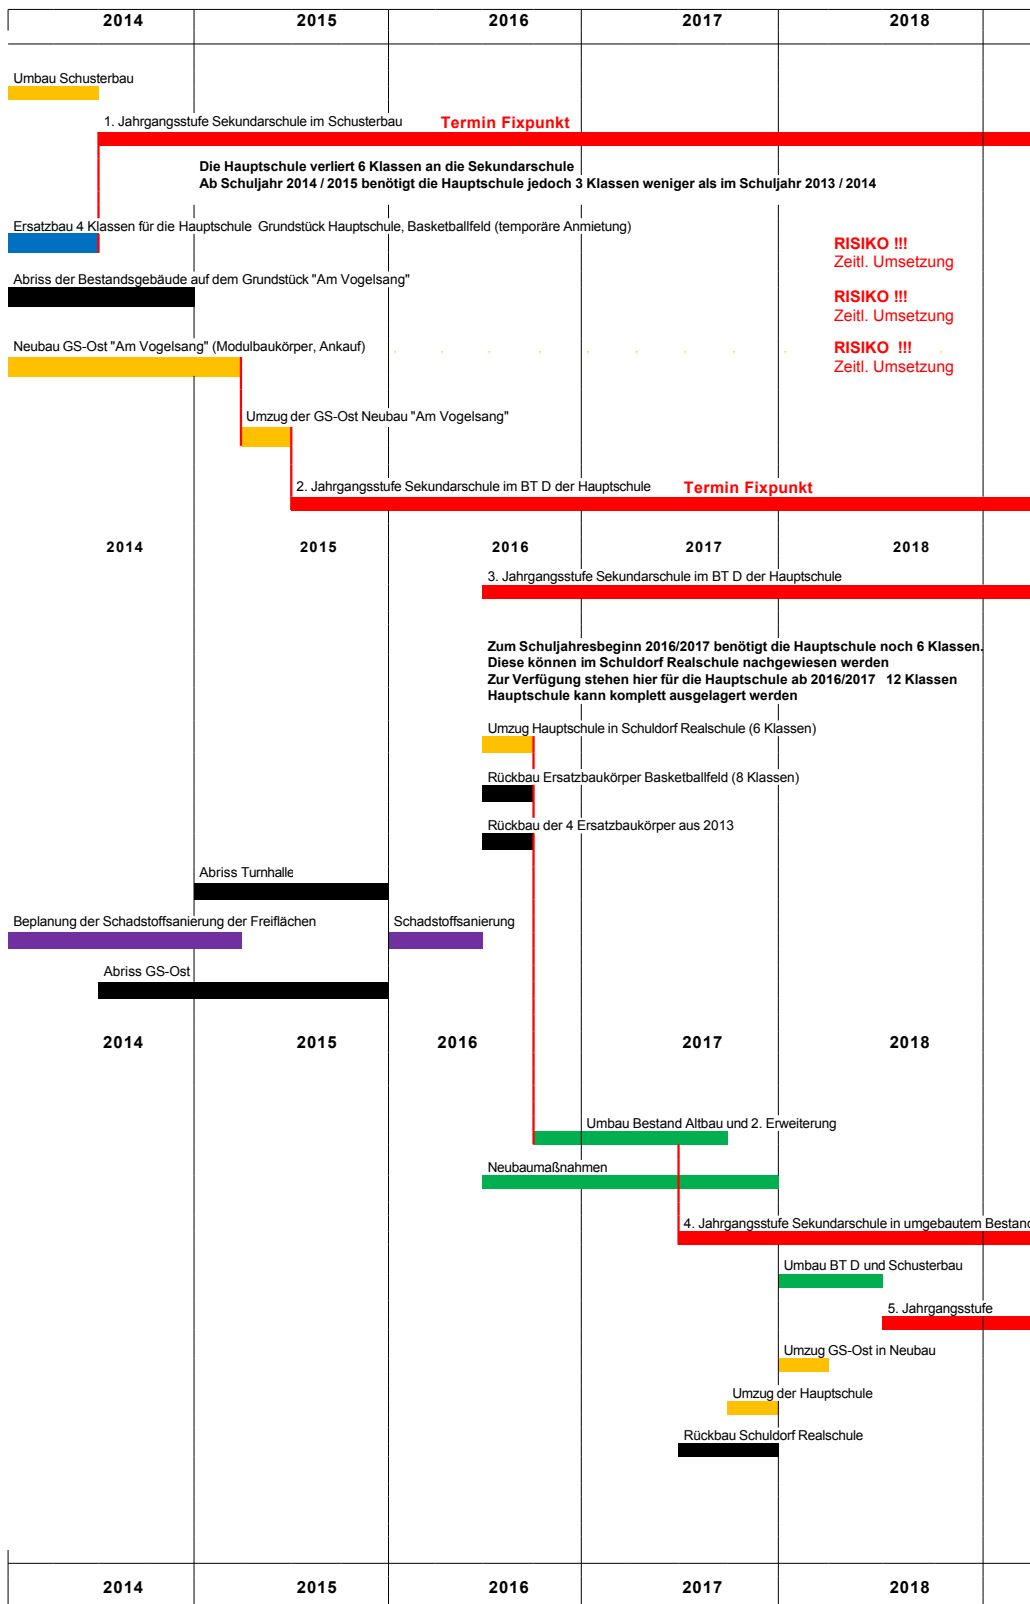 2014 2015 2016 2017 2018
Umbau Schusterbau
1. Jahrgangsstufe Sekundarschule im Schusterbau Termin Fixpunkt
Die Hauptschule verliert 6 Klassen an die Sekundarschule
Ab Schuljahr 2014 / 2015 benötigt die Hauptschule jedoch 3 Klassen weniger als im Schuljahr 2013 / 2014
Ersatzbau 4 Klassen für die Hauptschule Grundstück Hauptschule, Basketballfeld (temporäre Anmietung)
RISIKO !!!
Zeitl. Umsetzung
Abriss der Bestandsgebäude auf dem Grundstück "Am Vogelsang"
RISIKO !!!
Zeitl. Umsetzung
Neubau GS-Ost "Am Vogelsang" (Modulbaukörper, Ankauf)
RISIKO !!!
Zeitl. Umsetzung
Umzug der GS-Ost Neubau "Am Vogelsang"
2. Jahrgangsstufe Sekundarschule im BT D der Hauptschule Termin Fixpunkt
2014 2015 2016 2017 2018
3. Jahrgangsstufe Sekundarschule im BT D der Hauptschule
Zum Schuljahresbeginn 2016/2017 benötigt die Hauptschule noch 6 Klassen.
Diese können im Schuldorf Realschule nachgewiesen werden
Zur Verfügung stehen hier für die Hauptschule ab 2016/2017 12 Klassen
Hauptschule kann komplett ausgelagert werden
Umzug Hauptschule in Schuldorf Realschule (6 Klassen)
Rückbau Ersatzbaukörper Basketballfeld (8 Klassen)
Rückbau der 4 Ersatzbaukörper aus 2013
Abriss Turnhalle
Beplanung der Schadstoffsanierung der Freiflächen Schadstoffsanierung
Abriss GS-Ost
2014 2015 2016 2017 2018
Umbau Bestand Altbau und 2. Erweiterung
Neubaumaßnahmen
4. Jahrgangsstufe Sekundarschule in umgebautem Bestand
Umbau BT D und Schusterbau
5. Jahrgangsstufe
Umzug GS-Ost in Neubau
Umzug der Hauptschule
Rückbau Schuldorf Realschule
2014 2015 2016 2017 2018